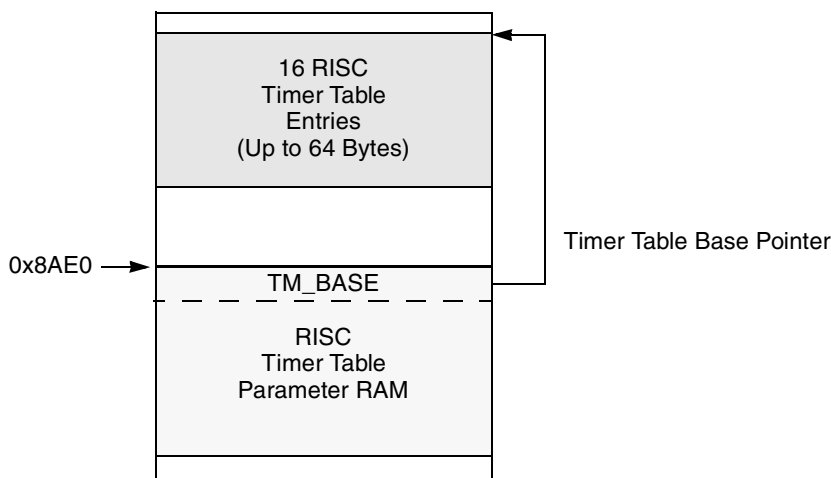 16 RISC
Timer Table
Entries
(Up to 64 Bytes)
Timer Table Base Pointer
0x8AE0
TM_BASE
RISC
Timer Table
Parameter RAM